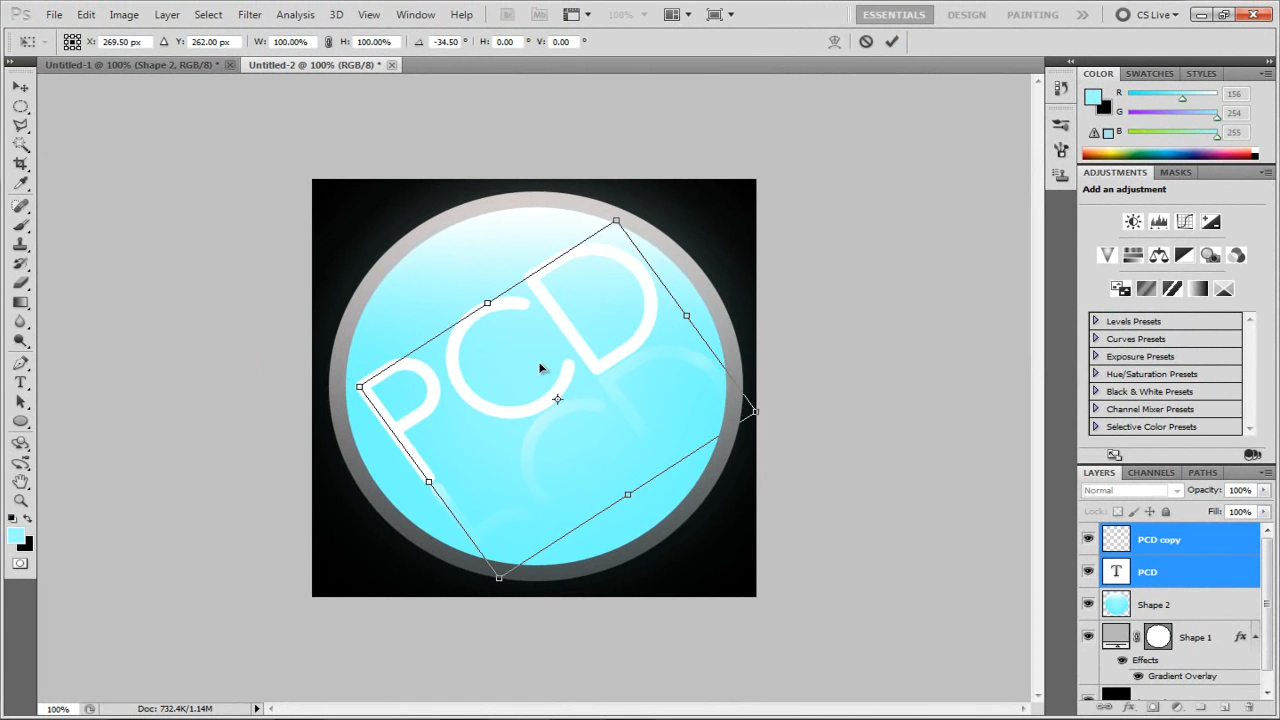 Ps File Edit Image Layer Select Filter Analysis 3D View Window Help Br Mb 100% ESSENTIALS DESIGN PAINTING CS Live
X: 269.50 px Y: 262.00 px W: 100.00% H: 100.00% -34.50 ° H: 0.00 ° V: 0.00 °
Untitled-1 @ 100% (Shape 2, RGB/8) * Untitled-2 @ 100% (RGB/8) *
COLOR SWATCHES STYLES
R 156
G 254
B 255
ADJUSTMENTS MASKS
Add an adjustment
Levels Presets
Curves Presets
Exposure Presets
Hue/Saturation Presets
Black & White Presets
Channel Mixer Presets
Selective Color Presets
PCD
LAYERS CHANNELS PATHS
Normal Opacity: 100%
Lock: Fill: 100%
PCD copy
T PCD
Shape 2
Shape 1 fx
Effects
Gradient Overlay
100% Doc: 732.4K/1.14M